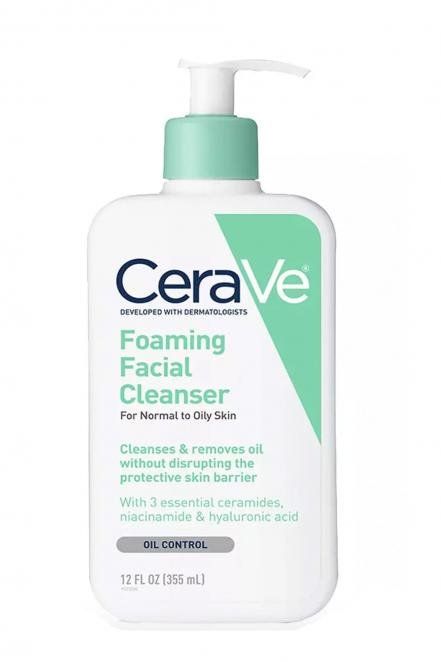 CeraVe®
DEVELOPED WITH DERMATOLOGISTS
Foaming
Facial
Cleanser
For Normal to Oily Skin
Cleanses & removes oil
without disrupting the
protective skin barrier
With 3 essential ceramides,
niacinamide & hyaluronic acid
OIL CONTROL
12 FL OZ (355 mL)